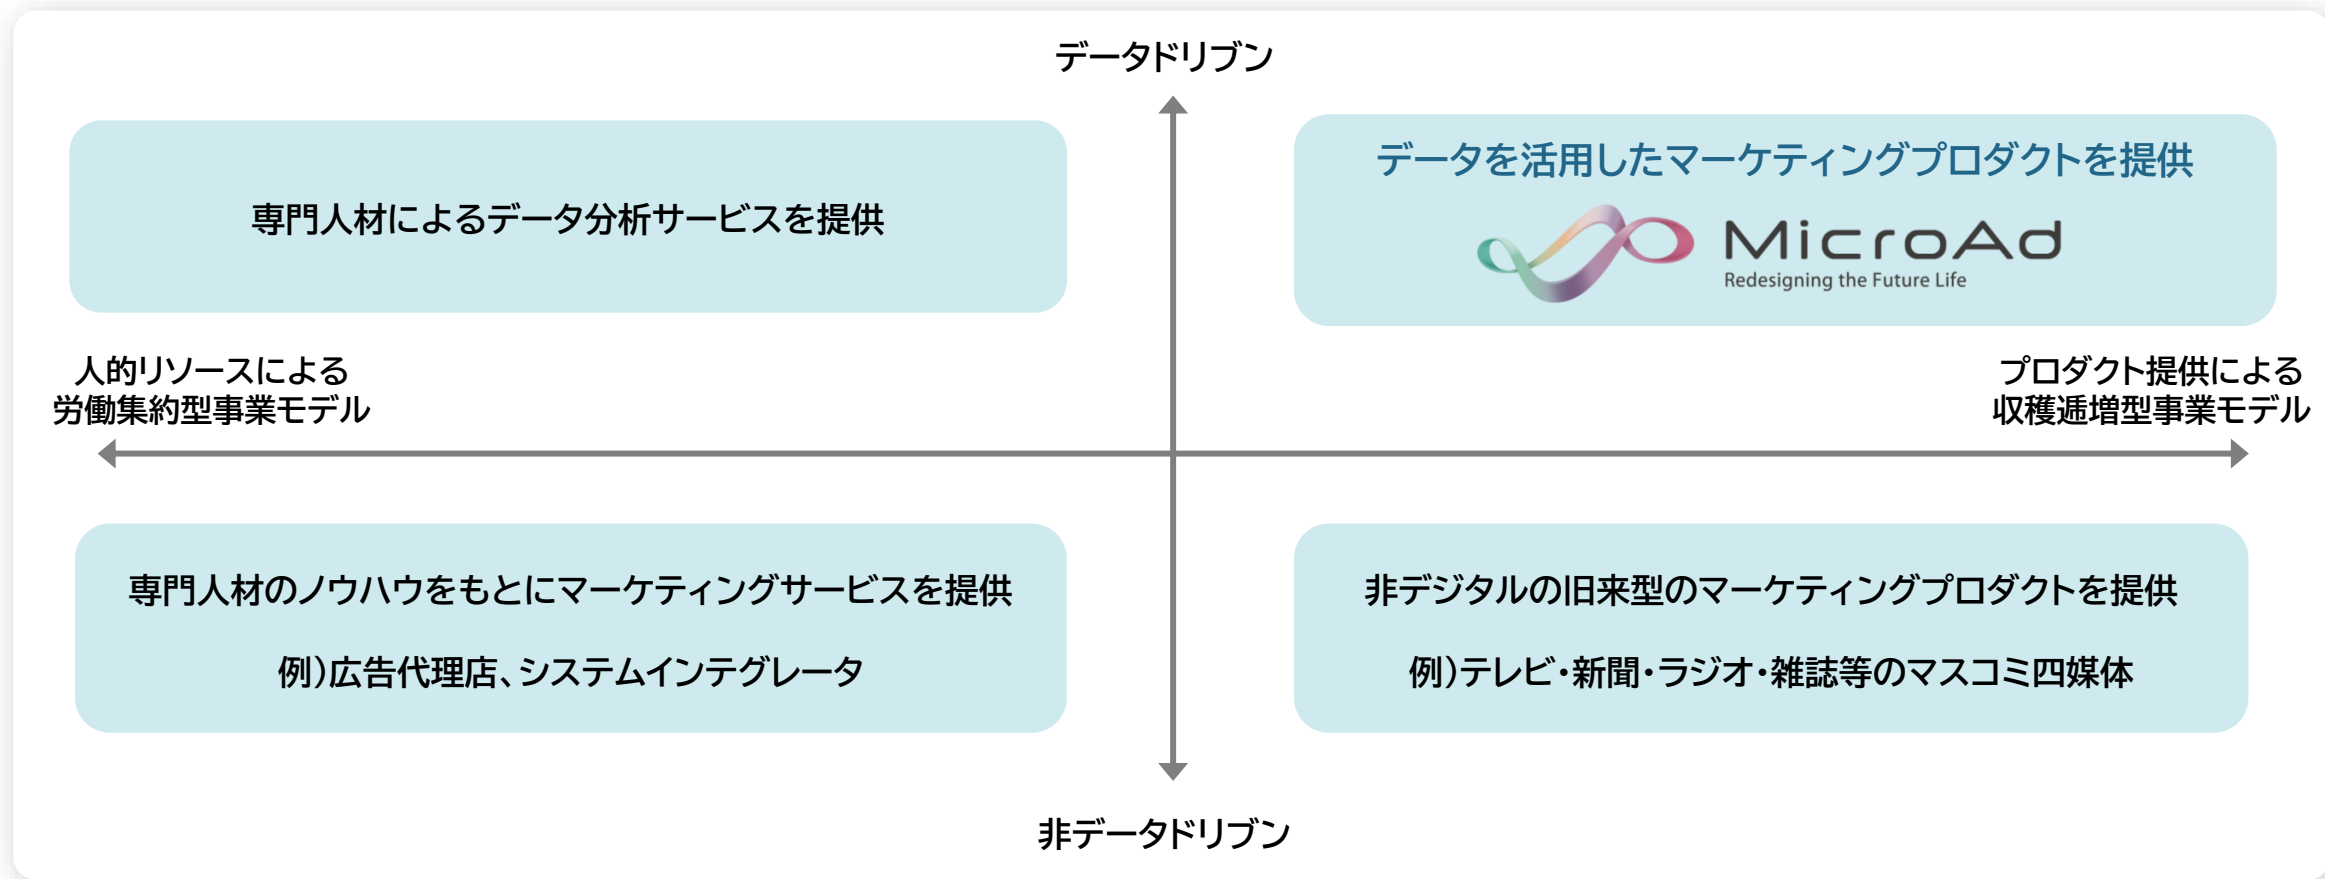 データドリブン
専門人材によるデータ分析サービスを提供
データを活用したマーケティングプロダクトを提供
MicroAd
Redesigning the Future Life
人的リソースによる
労働集約型事業モデル
プロダクト提供による
収穫逓増型事業モデル
専門人材のノウハウをもとにマーケティングサービスを提供
例）広告代理店、システムインテグレータ
非デジタルの旧来型のマーケティングプロダクトを提供
例）テレビ・新聞・ラジオ・雑誌等のマスコミ四媒体
非データドリブン